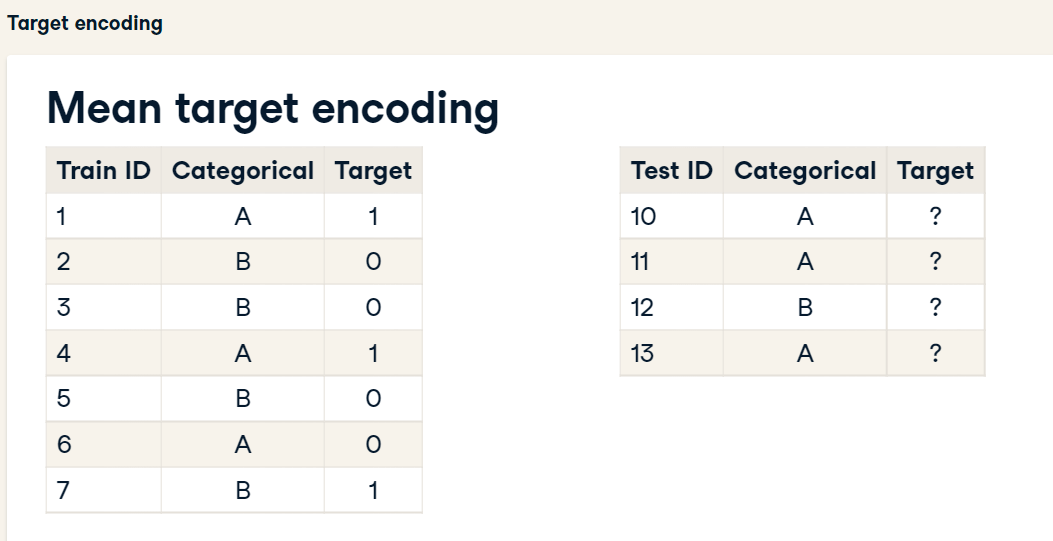 Target encoding
Mean target encoding
Train ID Categorical Target
1 A 1
2 B 0
3 B 0
4 A 1
5 B 0
6 A 0
7 B 1
Test ID Categorical Target
10 A ?
11 A ?
12 B ?
13 A ?